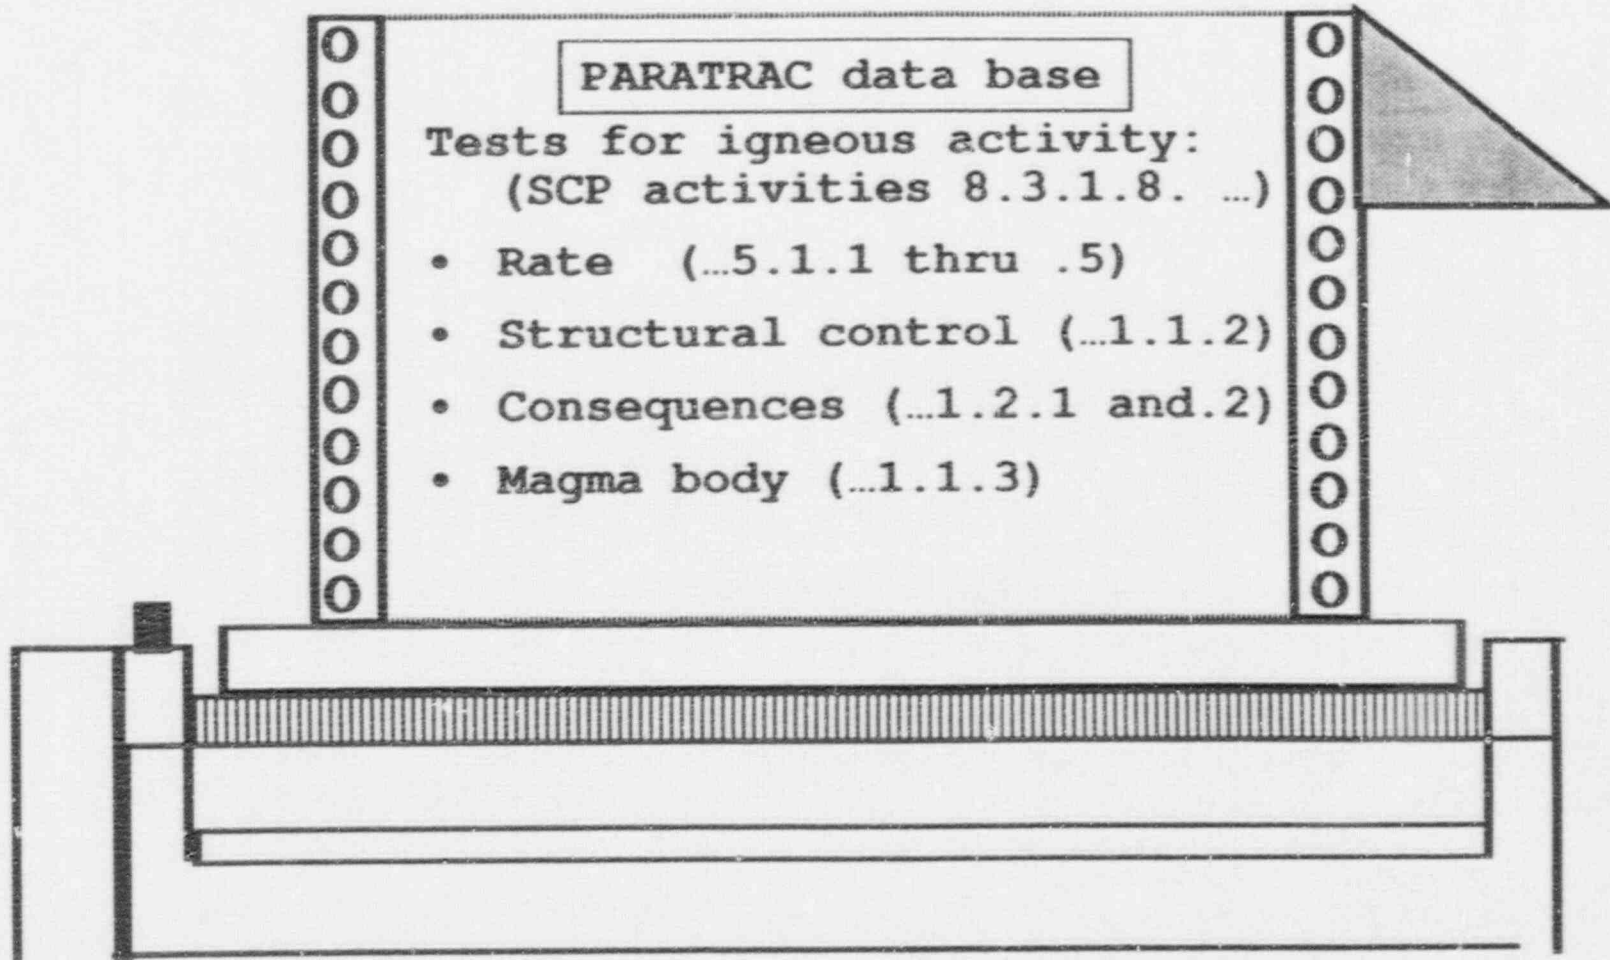 PARATRAC data base
Tests for igneous activity:
(SCP activities 8.3.1.8. …)
• Rate (…5.1.1 thru .5)
• Structural control (…1.1.2)
• Consequences (…1.2.1 and.2)
• Magma body (…1.1.3)